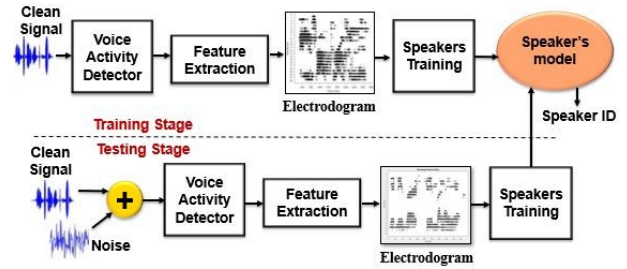 Clean
Signal
Voice
Activity
Detector
Feature
Extraction
Electrodogram
Speakers
Training
Speaker's
model
Speaker ID
Training Stage
Testing Stage
Clean
Signal
+
Noise
Voice
Activity
Detector
Feature
Extraction
Electrodogram
Speakers
Training